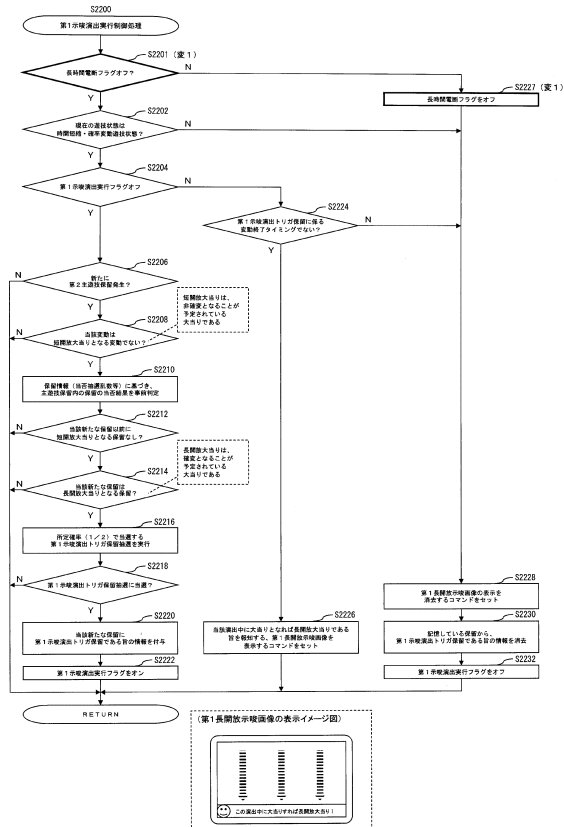 S2200
第1示唆演出実行制御処理
S2201（変1）
長時間電断フラグオフ？
N
Y
S2227（変1）
長時間電断フラグをオフ
S2202
現在の遊技状態は
時間短縮・確率変動遊技状態？
N
Y
S2204
第1示唆演出実行フラグオフ
N
Y
S2224
第1示唆演出トリガ保留に係る
変動終了タイミングでない？
N
Y
S2206
新たに
第2主遊技保留発生？
N
Y
短開放大当りは、
非確変となることが
予定されている
大当りである
S2208
当該変動は
短開放大当りとなる変動でない？
N
Y
S2210
保留情報（当否抽選乱数等）に基づき、
主遊技保留内の保留の当否結果を事前判定
S2212
当該新たな保留以前に
短開放大当りとなる保留なし？
N
Y
長開放大当りは、
確変となることが
予定されている
大当りである
S2214
当該新たな保留は
長開放大当りとなる保留？
N
Y
S2216
所定確率（1／2）で当選する
第1示唆演出トリガ保留抽選を実行
S2218
第1示唆演出トリガ保留抽選に当選？
N
Y
S2220
当該新たな保留に
第1示唆演出トリガ保留である旨の情報を付与
S2222
第1示唆演出実行フラグをオン
S2226
当該演出中に大当りとなれば長開放大当りである
旨を報知する、第1長開放示唆画像を
表示するコマンドをセット
S2228
第1長開放示唆画像の表示を
消去するコマンドをセット
S2230
記憶している保留から、
第1示唆演出トリガ保留である旨の情報を消去
S2232
第1示唆演出実行フラグをオフ
RETURN
（第1長開放示唆画像の表示イメージ図）
この演出中に大当りすれば長開放大当り！